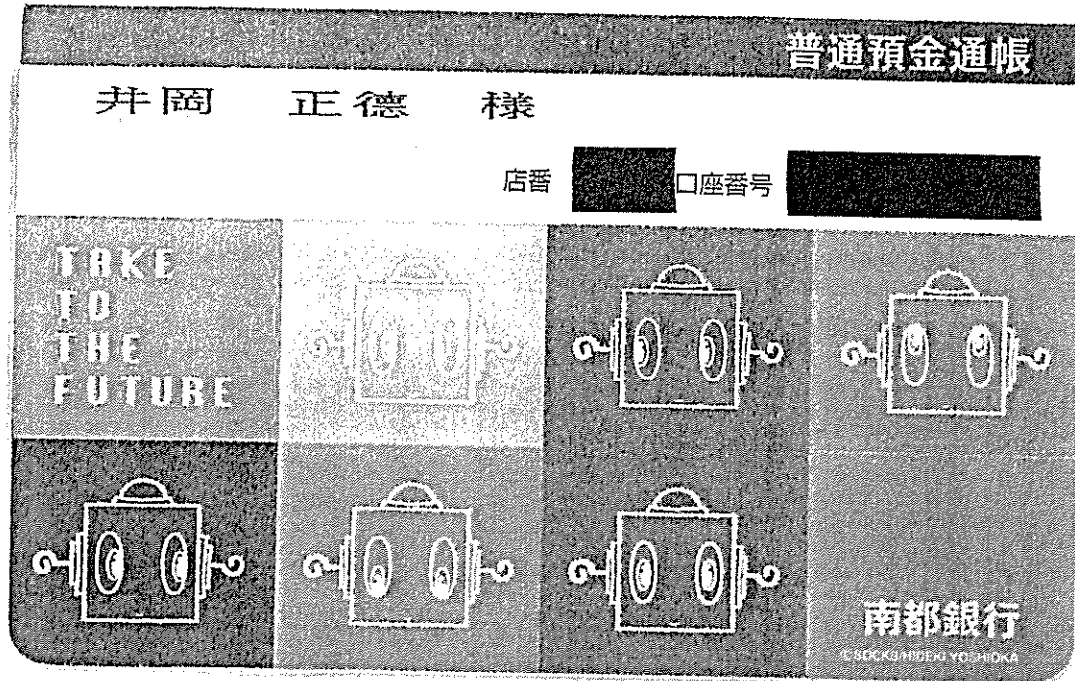 普通預金通帳
井岡 正德 様
店番 口座番号
TAKE
TO
THE
FUTURE
南都銀行
©SOCKS/HIDEKI YOSHIOKA